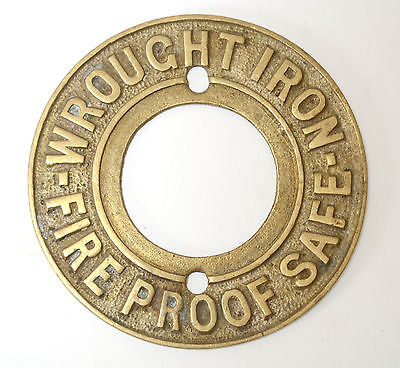 -WROUGHT IRON-
FIRE PROOF SAFE